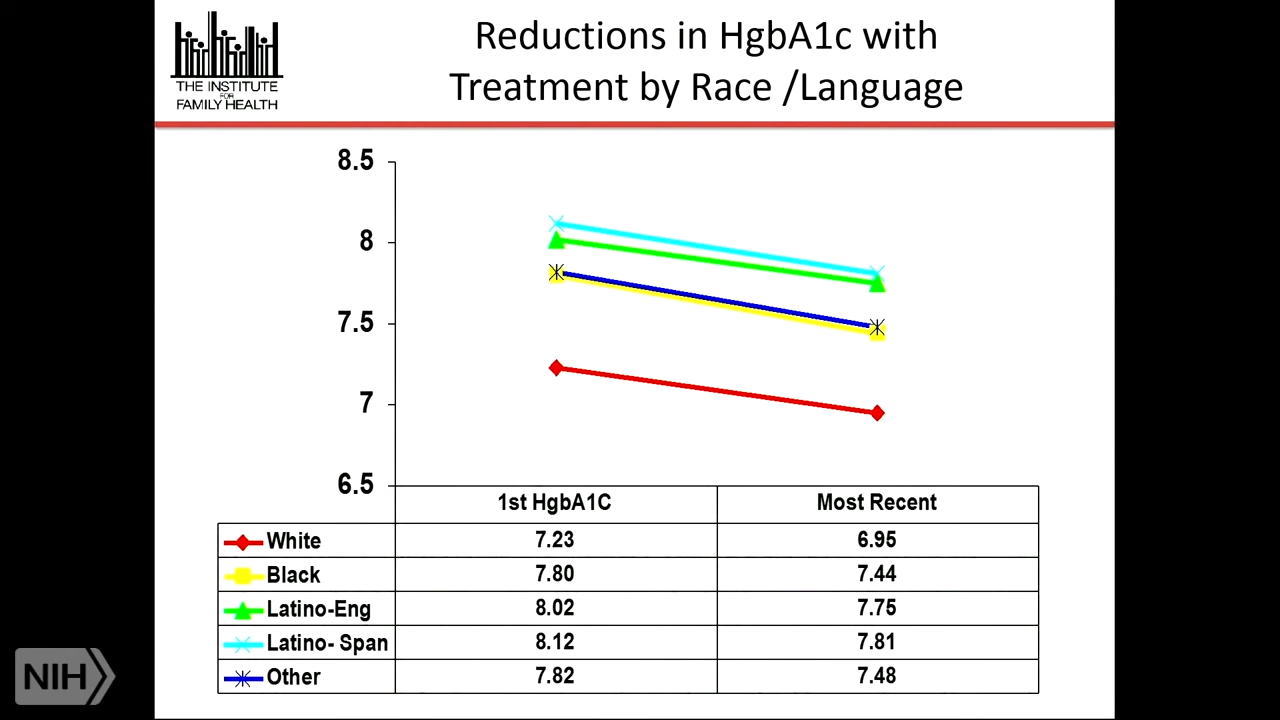 THE INSTITUTE
FOR
FAMILY HEALTH
Reductions in HgbA1c with
Treatment by Race /Language
8.5
8
7.5
7
6.5
1st HgbA1C Most Recent
White 7.23 6.95
Black 7.80 7.44
Latino-Eng 8.02 7.75
Latino- Span 8.12 7.81
Other 7.82 7.48
NIH